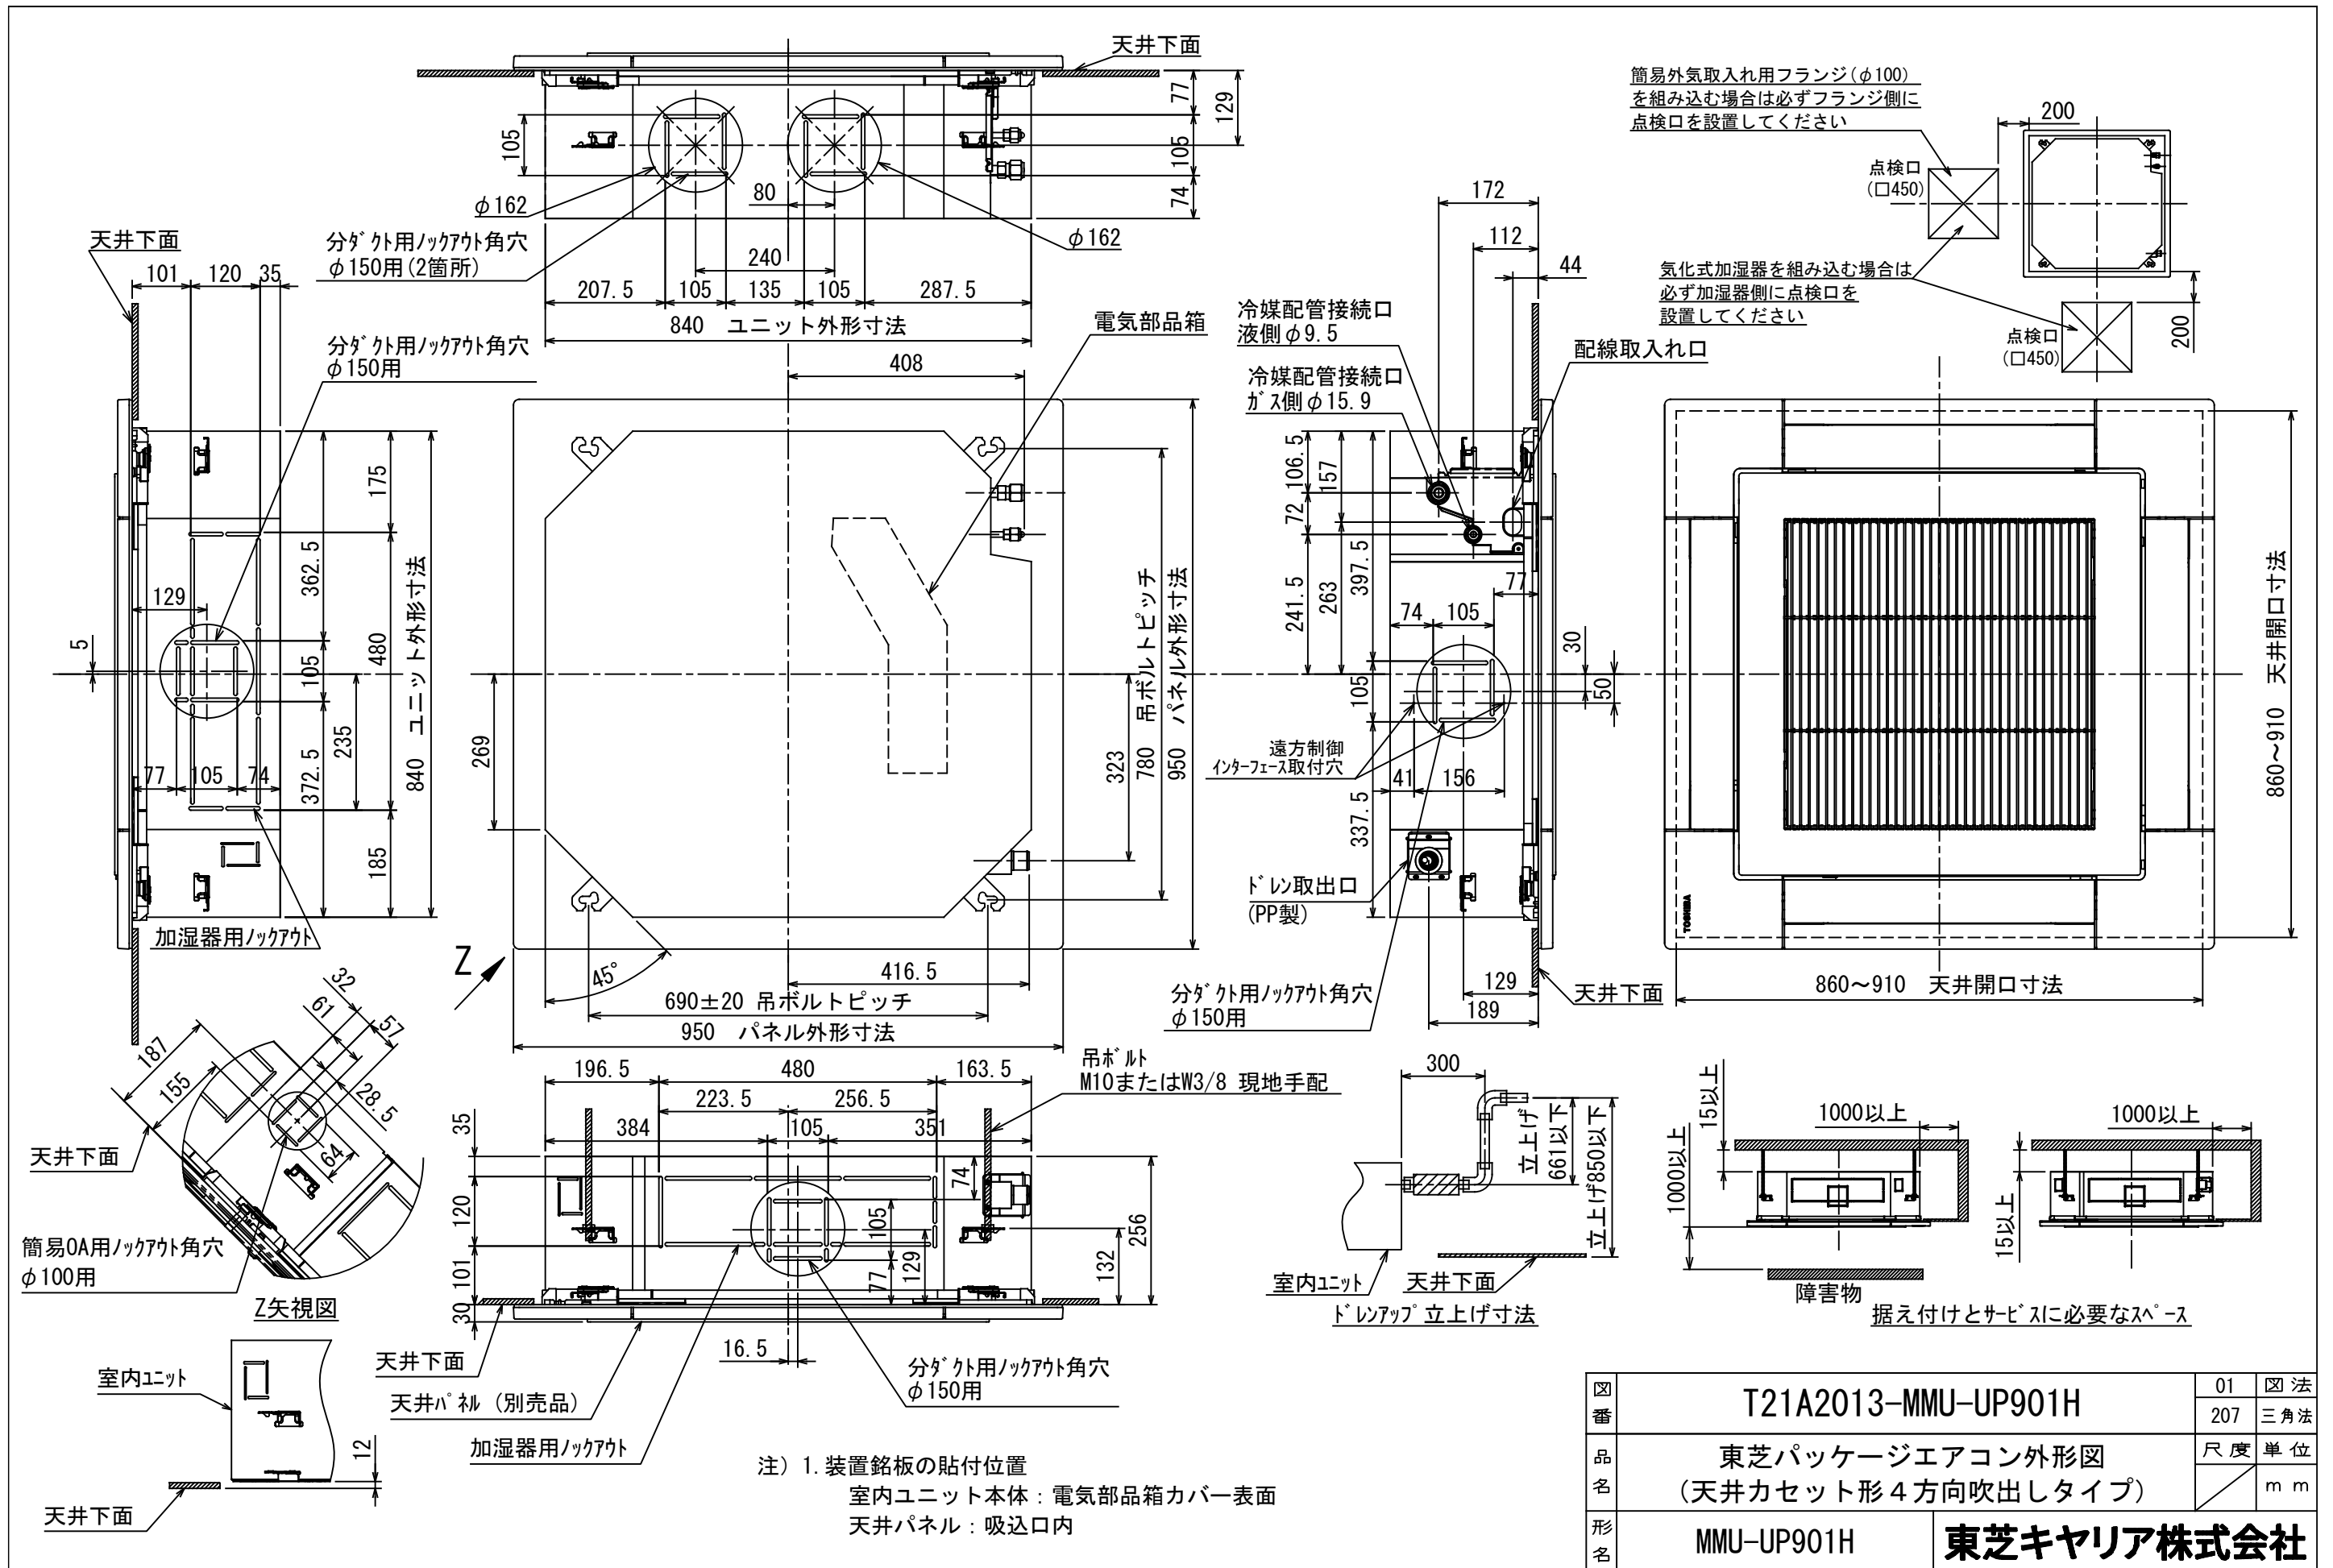 天井下面
77
129
105
105
74
φ162
80
φ162
分ﾀﾞｸﾄ用ﾉｯｸｱｳﾄ角穴
φ150用(2箇所)
240
207.5
105
135
105
287.5
840 ユニット外形寸法
簡易外気取入れ用フランジ(φ100)
を組み込む場合は必ずフランジ側に
点検口を設置してください
200
点検口
(□450)
気化式加湿器を組み込む場合は
必ず加湿器側に点検口を
設置してください
点検口
(□450)
200
天井下面
101
120
35
分ﾀﾞｸﾄ用ﾉｯｸｱｳﾄ角穴
φ150用
175
362.5
129
5
480
105
840 ユニット外形寸法
235
372.5
77
105
74
185
加湿器用ﾉｯｸｱｳﾄ
電気部品箱
408
269
323
780 吊ボルトピッチ
950 パネル外形寸法
Z
45°
416.5
690±20 吊ボルトピッチ
950 パネル外形寸法
172
112
44
冷媒配管接続口
液側φ9.5
配線取入れ口
冷媒配管接続口
ｶﾞｽ側φ15.9
106.5
157
72
397.5
241.5
263
77
74
105
30
50
105
遠方制御
ｲﾝﾀｰﾌｪｰｽ取付穴
41
156
337.5
ﾄﾞﾚﾝ取出口
(PP製)
分ﾀﾞｸﾄ用ﾉｯｸｱｳﾄ角穴
φ150用
129
189
天井下面
860～910 天井開口寸法
TOSHIBA
860～910 天井開口寸法
32
61
57
187
155
28.5
64
天井下面
簡易OA用ﾉｯｸｱｳﾄ角穴
φ100用
Z矢視図
196.5
480
163.5
吊ﾎﾞﾙﾄ
M10またはW3/8 現地手配
223.5
256.5
35
384
105
351
74
120
105
256
132
129
101
77
30
16.5
天井下面
天井ﾊﾟﾈﾙ (別売品)
加湿器用ﾉｯｸｱｳﾄ
分ﾀﾞｸﾄ用ﾉｯｸｱｳﾄ角穴
φ150用
300
立上げ
661以下
立上げ850以下
室内ﾕﾆｯﾄ
天井下面
ﾄﾞﾚﾝｱｯﾌﾟ立上げ寸法
15以上
1000以上
1000以上
1000以上
15以上
障害物
据え付けとｻｰﾋﾞｽに必要なｽﾍﾟｰｽ
室内ﾕﾆｯﾄ
12
天井下面
注) 1. 装置銘板の貼付位置
室内ユニット本体：電気部品箱カバー表面
天井パネル：吸込口内
図番
T21A2013-MMU-UP901H
01
図法
207
三角法
品名
東芝パッケージエアコン外形図
(天井カセット形４方向吹出しタイプ)
尺度
単位
mm
形名
MMU-UP901H
東芝キヤリア株式会社